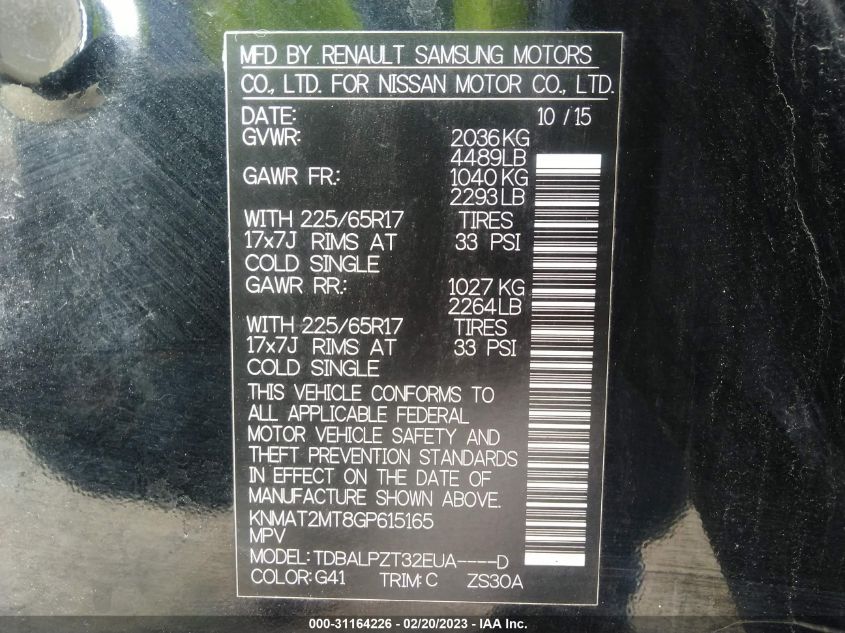 MFD BY RENAULT SAMSUNG MOTORS
CO., LTD. FOR NISSAN MOTOR CO., LTD.
DATE: 10 / 15
GVWR: 2036 KG
4489 LB
GAWR FR.: 1040 KG
2293 LB
WITH 225/65R17 TIRES
17x7J RIMS AT 33 PSI
COLD SINGLE
GAWR RR.: 1027 KG
2264 LB
WITH 225/65R17 TIRES
17x7J RIMS AT 33 PSI
COLD SINGLE
THIS VEHICLE CONFORMS TO
ALL APPLICABLE FEDERAL
MOTOR VEHICLE SAFETY AND
THEFT PREVENTION STANDARDS
IN EFFECT ON THE DATE OF
MANUFACTURE SHOWN ABOVE.
KNMAT2MT8GP615165
MPV
MODEL: TDBALPZT32EUA----D
COLOR: G41 TRIM: C ZS30A
000-31164226 - 02/20/2023 - IAA Inc.